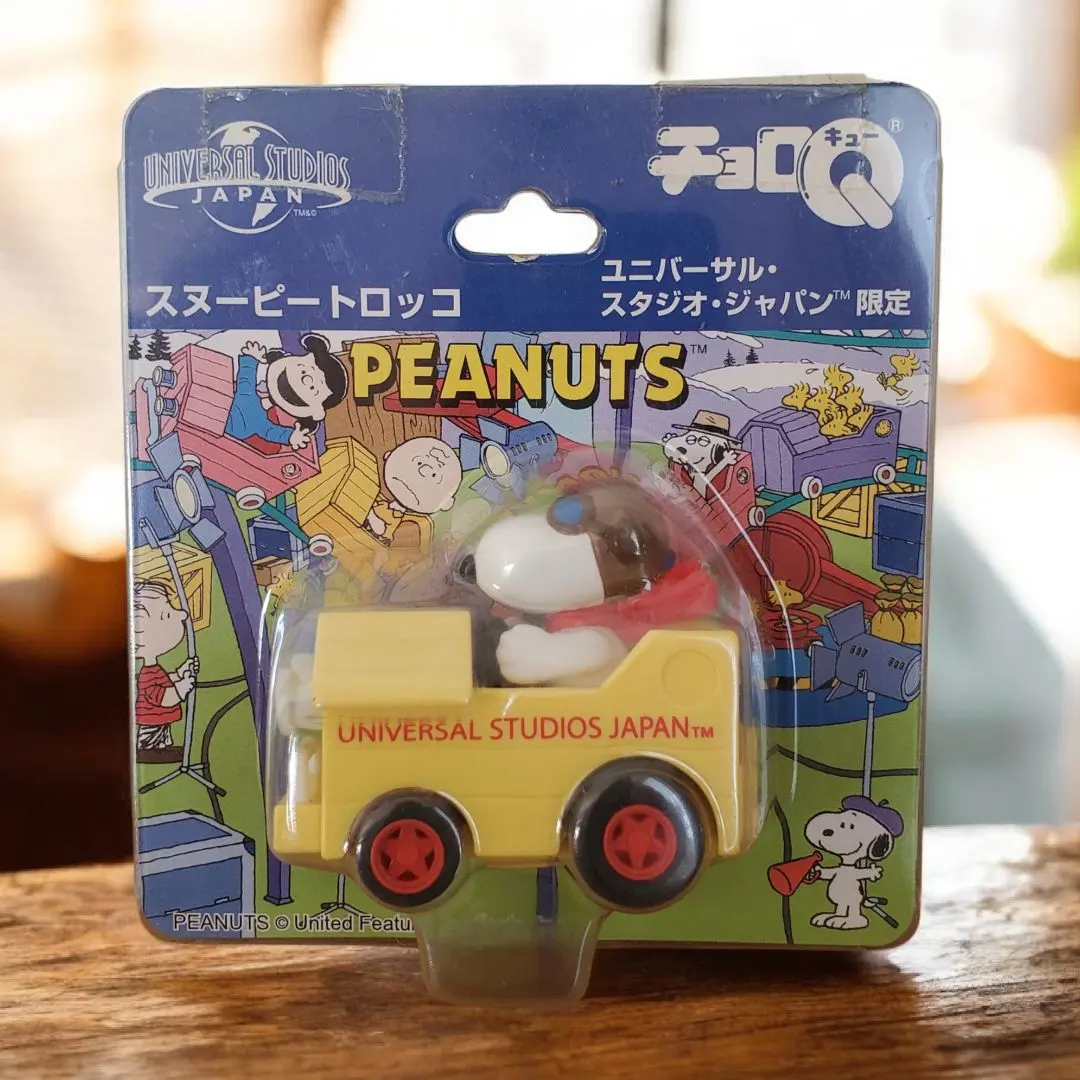 UNIVERSAL STUDIOS
JAPAN
TM&©
チョロQ®
キュー
スヌーピートロッコ
ユニバーサル・
スタジオ・ジャパン™ 限定
PEANUTS™
UNIVERSAL STUDIOS JAPAN™
PEANUTS © United Featu